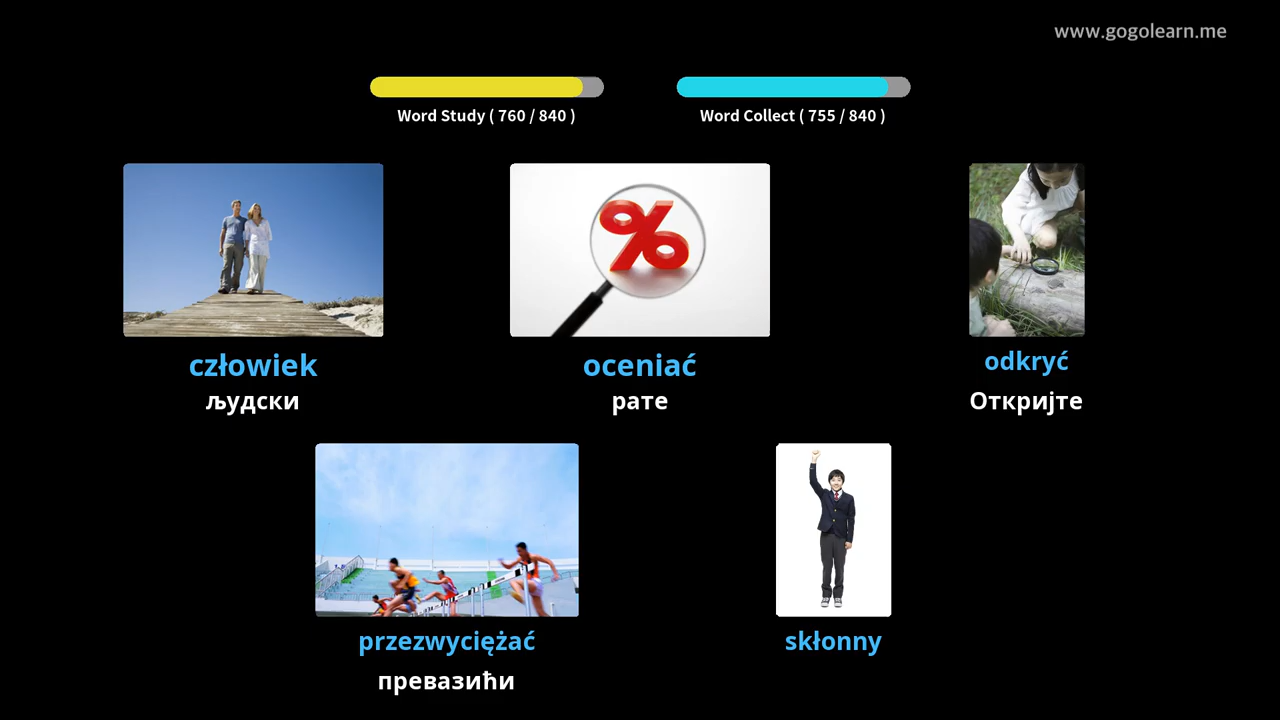 www.gogolearn.me
Word Study ( 760 / 840 )
Word Collect ( 755 / 840 )
człowiek
људски
oceniać
рате
odkryć
Откријте
przezwyciężać
превазићи
skłonny